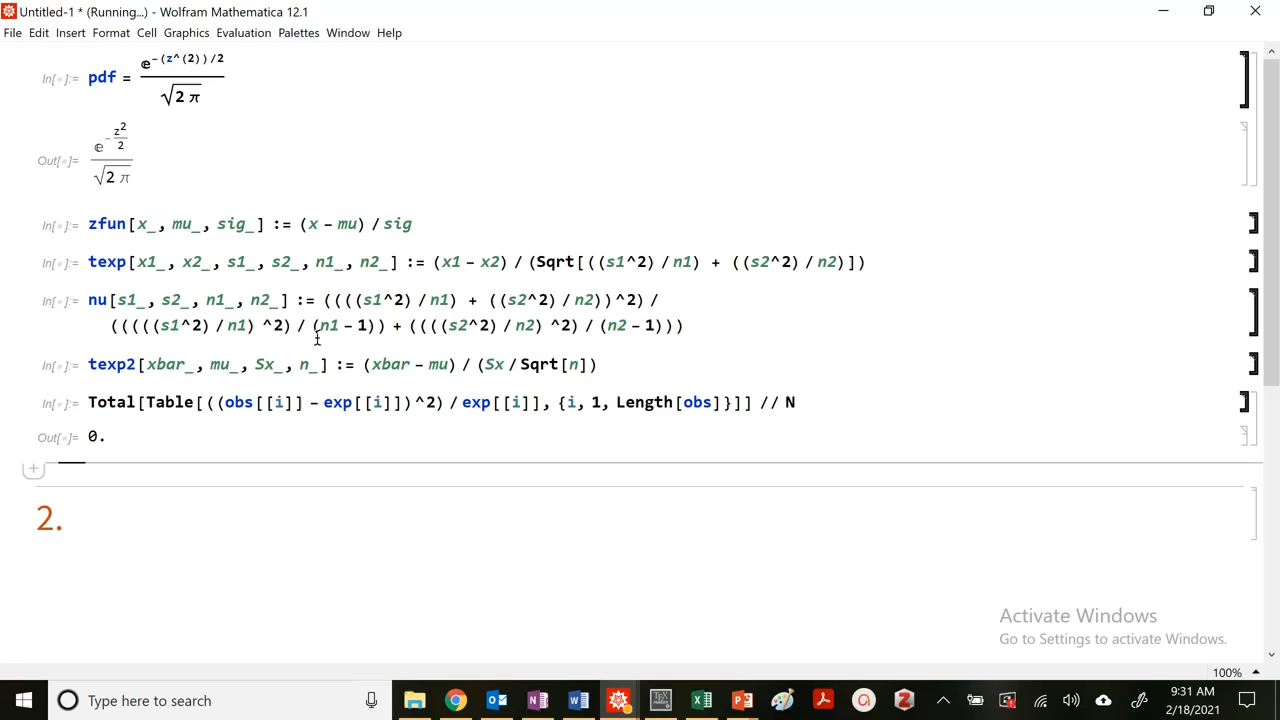 Untitled-1 * (Running...) - Wolfram Mathematica 12.1
File Edit Insert Format Cell Graphics Evaluation Palettes Window Help
In[•]:= pdf = ⅇ^-(z^(2))/2 / √2 π
Out[•]= ⅇ^-z^2/2 / √2 π
In[•]:= zfun[x_, mu_, sig_] := (x - mu) / sig
In[•]:= texp[x1_, x2_, s1_, s2_, n1_, n2_] := (x1 - x2) / (Sqrt[((s1^2) / n1) + ((s2^2) / n2)])
In[•]:= nu[s1_, s2_, n1_, n2_] := ((((s1^2) / n1) + ((s2^2) / n2))^2) /
(((((s1^2) / n1) ^2) / (n1 - 1)) + ((((s2^2) / n2) ^2) / (n2 - 1)))
In[•]:= texp2[xbar_, mu_, Sx_, n_] := (xbar - mu) / (Sx / Sqrt[n])
In[•]:= Total[Table[((obs[[i]] - exp[[i]])^2) / exp[[i]], {i, 1, Length[obs]}]] // N
Out[•]= 0.
2.
Activate Windows
Go to Settings to activate Windows.
100%
Type here to search
9:31 AM
2/18/2021